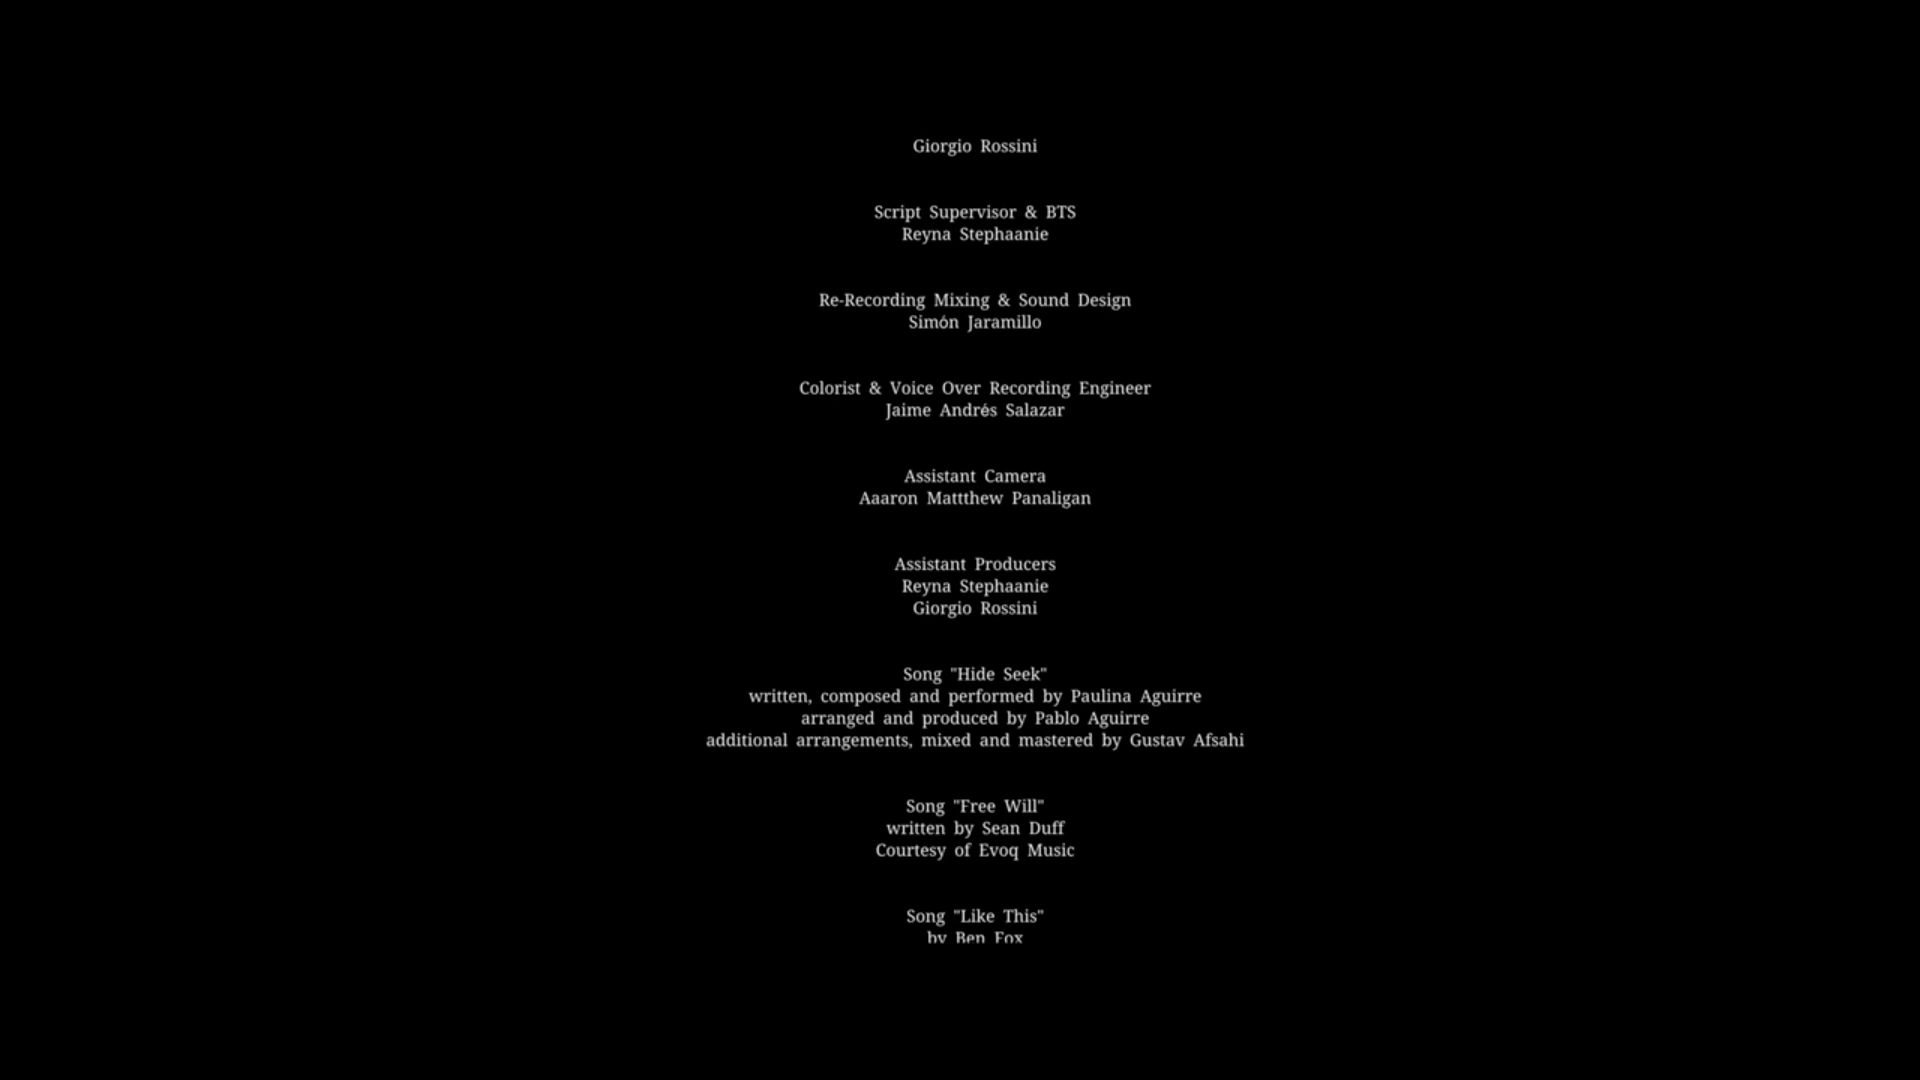 Giorgio Rossini
Script Supervisor & BTS
Reyna Stephaanie
Re-Recording Mixing & Sound Design
Simón Jaramillo
Colorist & Voice Over Recording Engineer
Jaime Andrés Salazar
Assistant Camera
Aaaron Mattthew Panaligan
Assistant Producers
Reyna Stephaanie
Giorgio Rossini
Song "Hide Seek"
written, composed and performed by Paulina Aguirre
arranged and produced by Pablo Aguirre
additional arrangements, mixed and mastered by Gustav Afsahi
Song "Free Will"
written by Sean Duff
Courtesy of Evoq Music
Song "Like This"
by Ben Fox